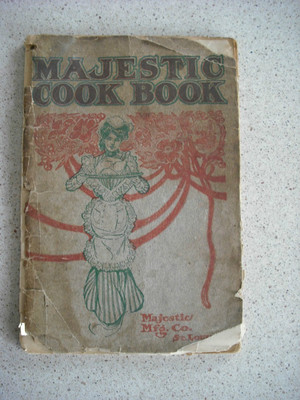 MAJESTIC
COOK BOOK
Majestic
Mfg. Co.
St. Louis